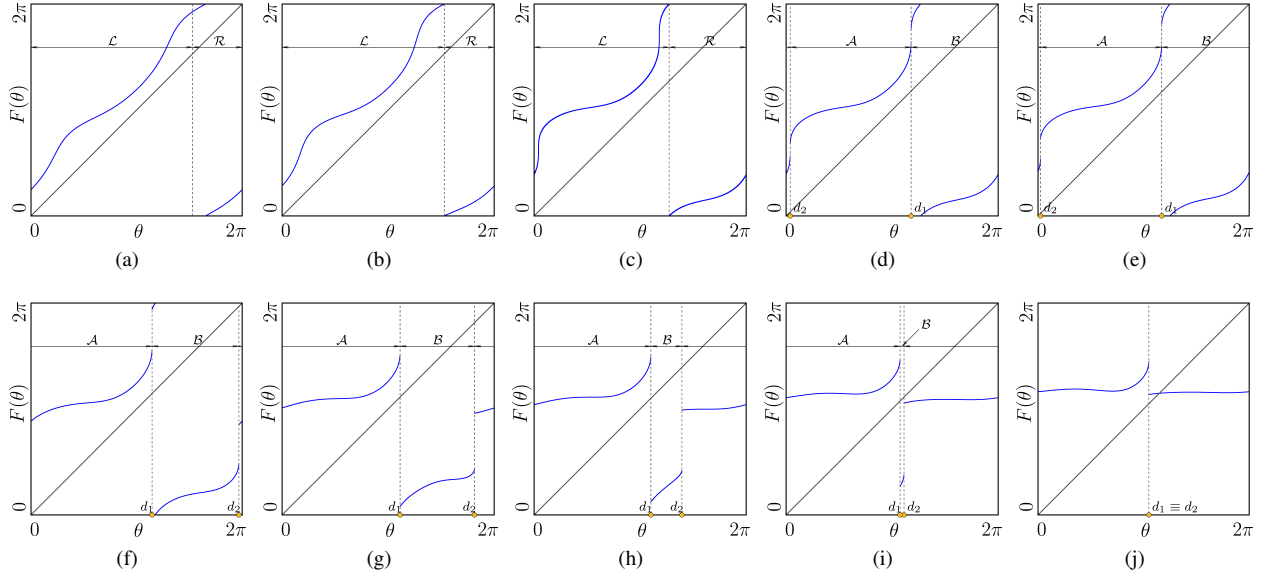 2π
ℒ
ℛ
F(θ)
0
0 θ 2π
(a)
2π
ℒ
ℛ
F(θ)
0
0 θ 2π
(b)
2π
ℒ
ℛ
F(θ)
0
0 θ 2π
(c)
2π
𝒜
ℬ
F(θ)
0
d₂ d₁
0 θ 2π
(d)
2π
𝒜
ℬ
F(θ)
0
d₂ d₁
0 θ 2π
(e)
2π
𝒜 ℬ
F(θ)
0
d₁ d₂
0 θ 2π
(f)
2π
𝒜 ℬ
F(θ)
0
d₁ d₂
0 θ 2π
(g)
2π
𝒜 ℬ
F(θ)
0
d₁ d₂
0 θ 2π
(h)
2π
ℬ
𝒜
F(θ)
0
d₁ d₂
0 θ 2π
(i)
2π
F(θ)
0
d₁ ≡ d₂
0 θ 2π
(j)